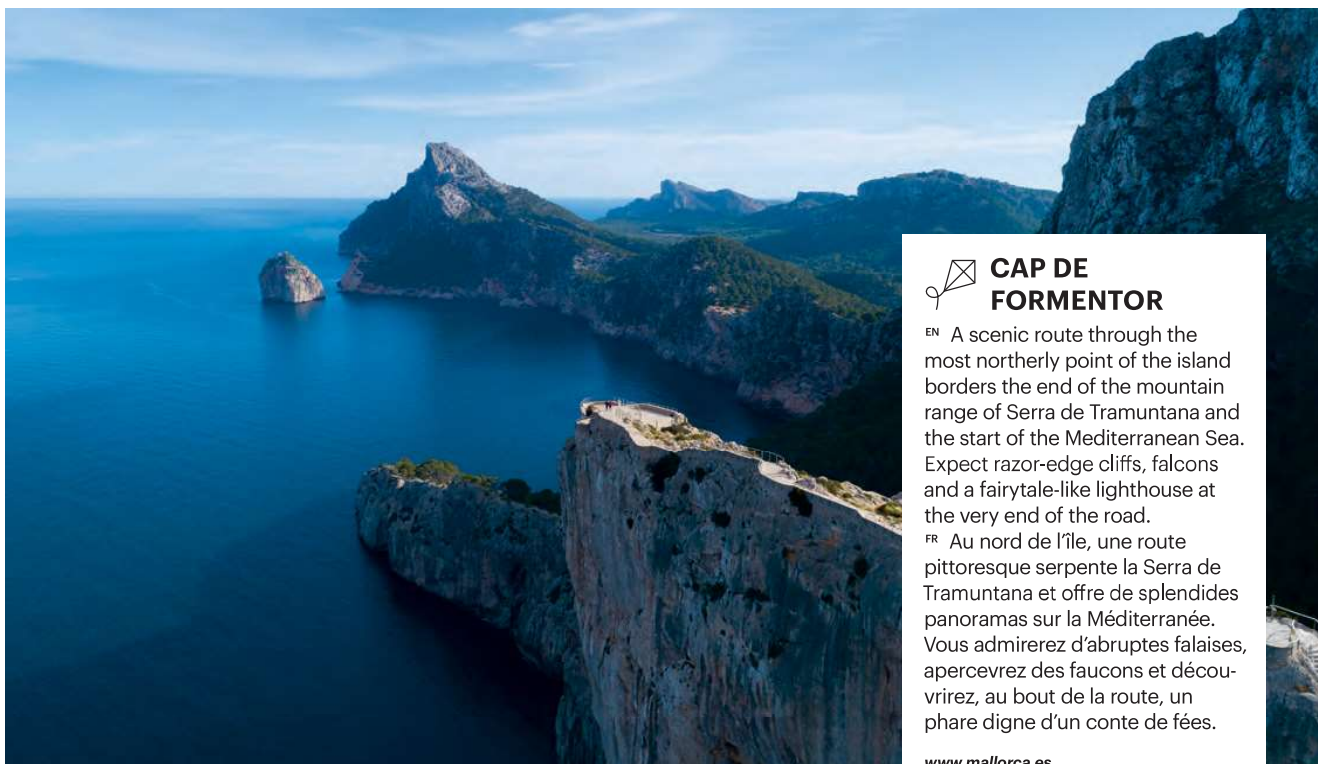 CAP DE
FORMENTOR
EN A scenic route through the
most northerly point of the island
borders the end of the mountain
range of Serra de Tramuntana and
the start of the Mediterranean Sea.
Expect razor-edge cliffs, falcons
and a fairytale-like lighthouse at
the very end of the road.
FR Au nord de l’île, une route
pittoresque serpente la Serra de
Tramuntana et offre de splendides
panoramas sur la Méditerranée.
Vous admirerez d’abruptes falaises,
apercevrez des faucons et décou-
vrirez, au bout de la route, un
phare digne d’un conte de fées.
www.mallorca.es